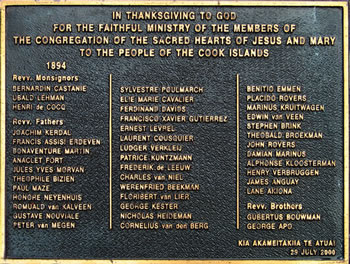 IN THANKSGIVING TO GOD
FOR THE FAITHFUL MINISTRY OF THE MEMBERS OF
THE CONGREGATION OF THE SACRED HEARTS OF JESUS AND MARY
TO THE PEOPLE OF THE COOK ISLANDS
1894
Revv. Monsignors
BERNARDIN CASTANIE
UBALD LEHMAN
HENRI de COCQ
Revv. Fathers
JOACHIM KERDAL
FRANCIS ASSISI ERDEVEN
BONAVENTURE MARTIN
ANACLET FORT
JULES YVES MORVAN
THEOPHILE BIZIEN
PAUL MAZE
HONORE NEYENHUIS
ROMUALD van KALVEEN
GUSTAVE NOUVIALE
PETER van MEGEN
SYLVESTRE POULMARCH
ELIE MARIE CAVALIER
FERDINAND DAVIDS
FRANCISCO XAVIER GUTIERREZ
ERNEST LEVREL
LAURENT COUSQUIER
LUDGER VERKLEIJ
PATRICE KUNTZMANN
FREDERIK de LEEUW
CHARLES van NIEL
WERENFRIED BEEKMAN
FLORIBERT van LIER
GEORGE KESTER
NICHOLAS HEIDEMAN
CORNELIUS van den BERG
BENITIO EMMEN
PLACIDO ROVERS
MARINUS KRUITWAGEN
EDWIN van VEEN
STEPHEN BRINK
THEOBALD BROEKMAN
JOHN ROVERS
DAMIAN MARINUS
ALPHONSE KLOOSTERMAN
HENRY VERBRUGGEN
JAMES INGUAY
LANE AKIONA
Revv. Brothers
GUBERTUS BOUWMAN
GEORGE APO.
KIA AKAMEITAKIIA TE ATUA!
29 JULY 2000